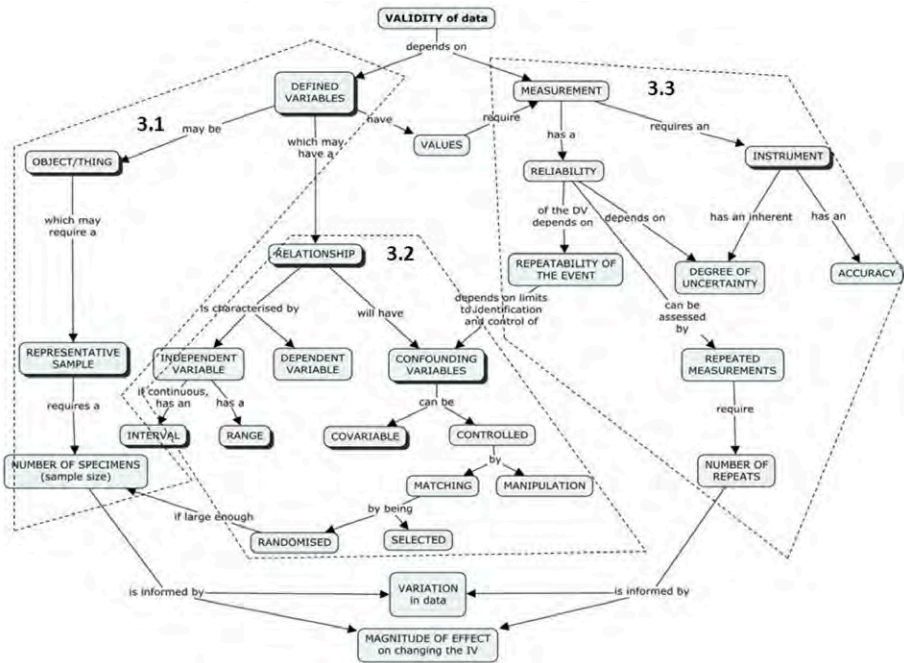 VALIDITY of data
depends on
DEFINED
VARIABLES
MEASUREMENT
3.3
3.1
may be
have
VALUES
require
has a
requires an
which may
have a
OBJECT/THING
RELIABILITY
INSTRUMENT
which may
require a
of the DV
depends on
depends on
has an inherent
has an
RELATIONSHIP
3.2
REPEATABILITY OF
THE EVENT
DEGREE OF
UNCERTAINTY
ACCURACY
is characterised by
will have
depends on limits
to identification
and control of
can be
assessed
by
REPRESENTATIVE
SAMPLE
INDEPENDENT
VARIABLE
DEPENDENT
VARIABLE
CONFOUNDING
VARIABLES
REPEATED
MEASUREMENTS
requires a
if continuous,
has an
has a
can be
require
INTERVAL
RANGE
COVARIABLE
CONTROLLED
by
NUMBER OF SPECIMENS
(sample size)
MATCHING
MANIPULATION
NUMBER OF
REPEATS
if large enough
by being
RANDOMISED
SELECTED
is informed by
VARIATION
in data
is informed by
MAGNITUDE OF EFFECT
on changing the IV